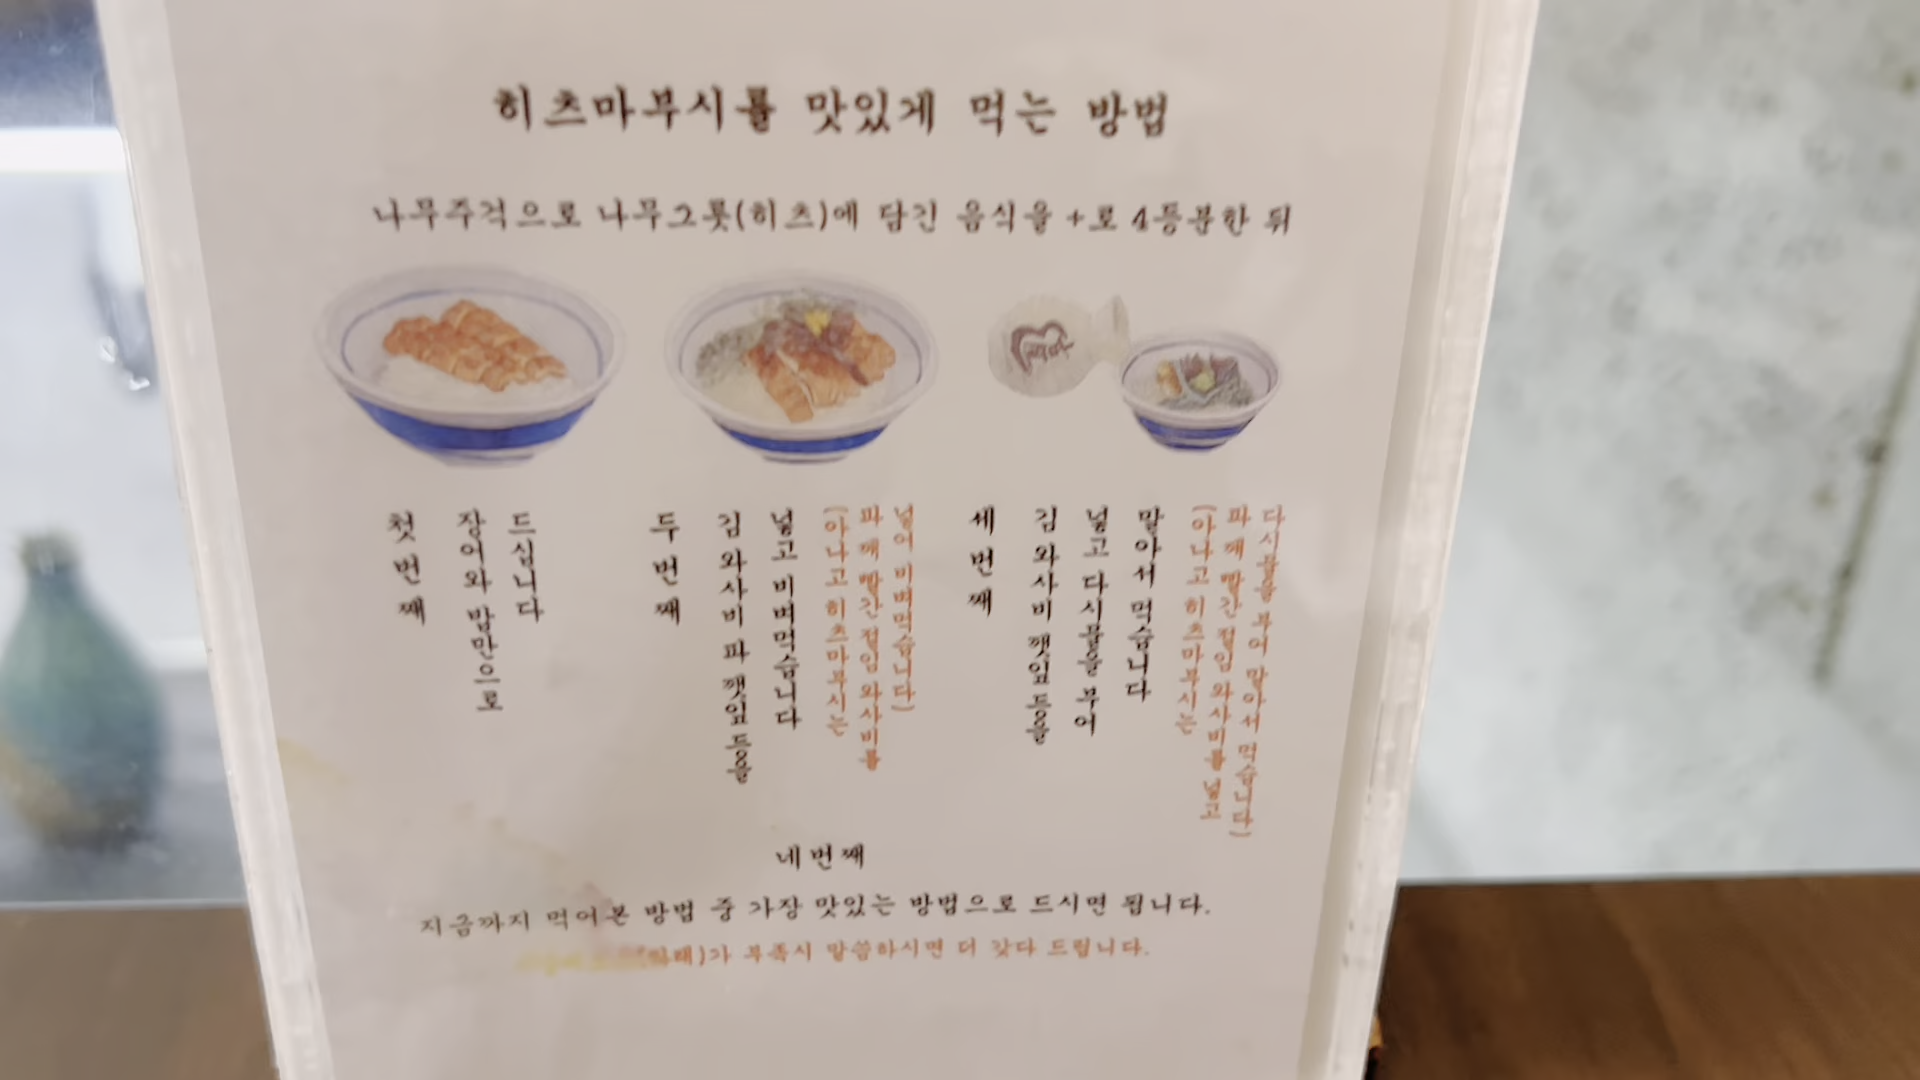 히츠마부시를 맛있게 먹는 방법
나무주걱으로 나무그릇(히츠)에 담긴 음식을 +로 4등분한 뒤
첫번째
장어와 밥만으로
드십니다
두번째
김 와사비 파 깻잎 등을
넣고 비벼먹습니다
(아나고 히츠마부시는
파 깨 빨간 절임 와사비를
넣어 비벼먹습니다)
세번째
김 와사비 깻잎 등을
넣고 다시물을 부어
말아서 먹습니다
(아나고 히츠마부시는
파 깨 빨간 절임 와사비를 넣고
다시물을 부어 말아서 먹습니다)
네번째
지금까지 먹어본 방법 중 가장 맛있는 방법으로 드시면 됩니다.
가 부족시 말씀하시면 더 갖다 드립니다.